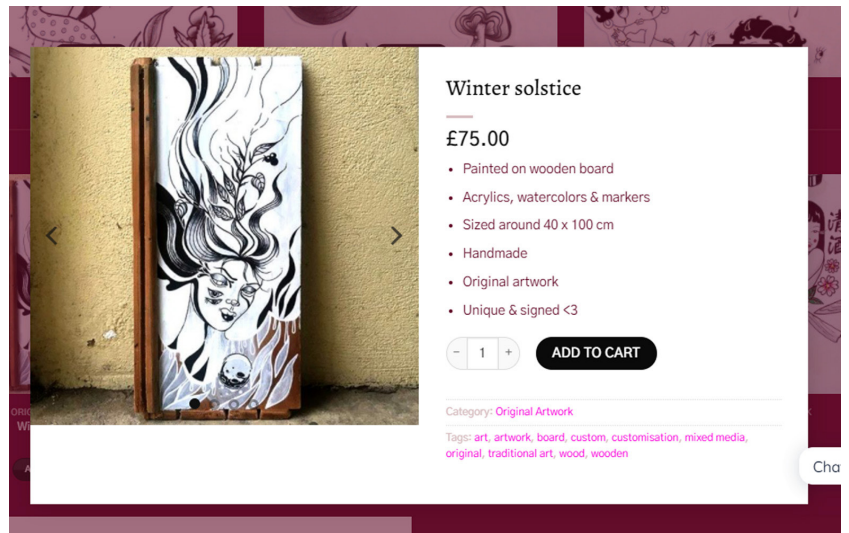 Winter solstice
£75.00
• Painted on wooden board
• Acrylics, watercolors & markers
• Sized around 40 x 100 cm
• Handmade
• Original artwork
• Unique & signed <3
− 1 + ADD TO CART
Category: Original Artwork
Tags: art, artwork, board, custom, customisation, mixed media,
original, traditional art, wood, wooden